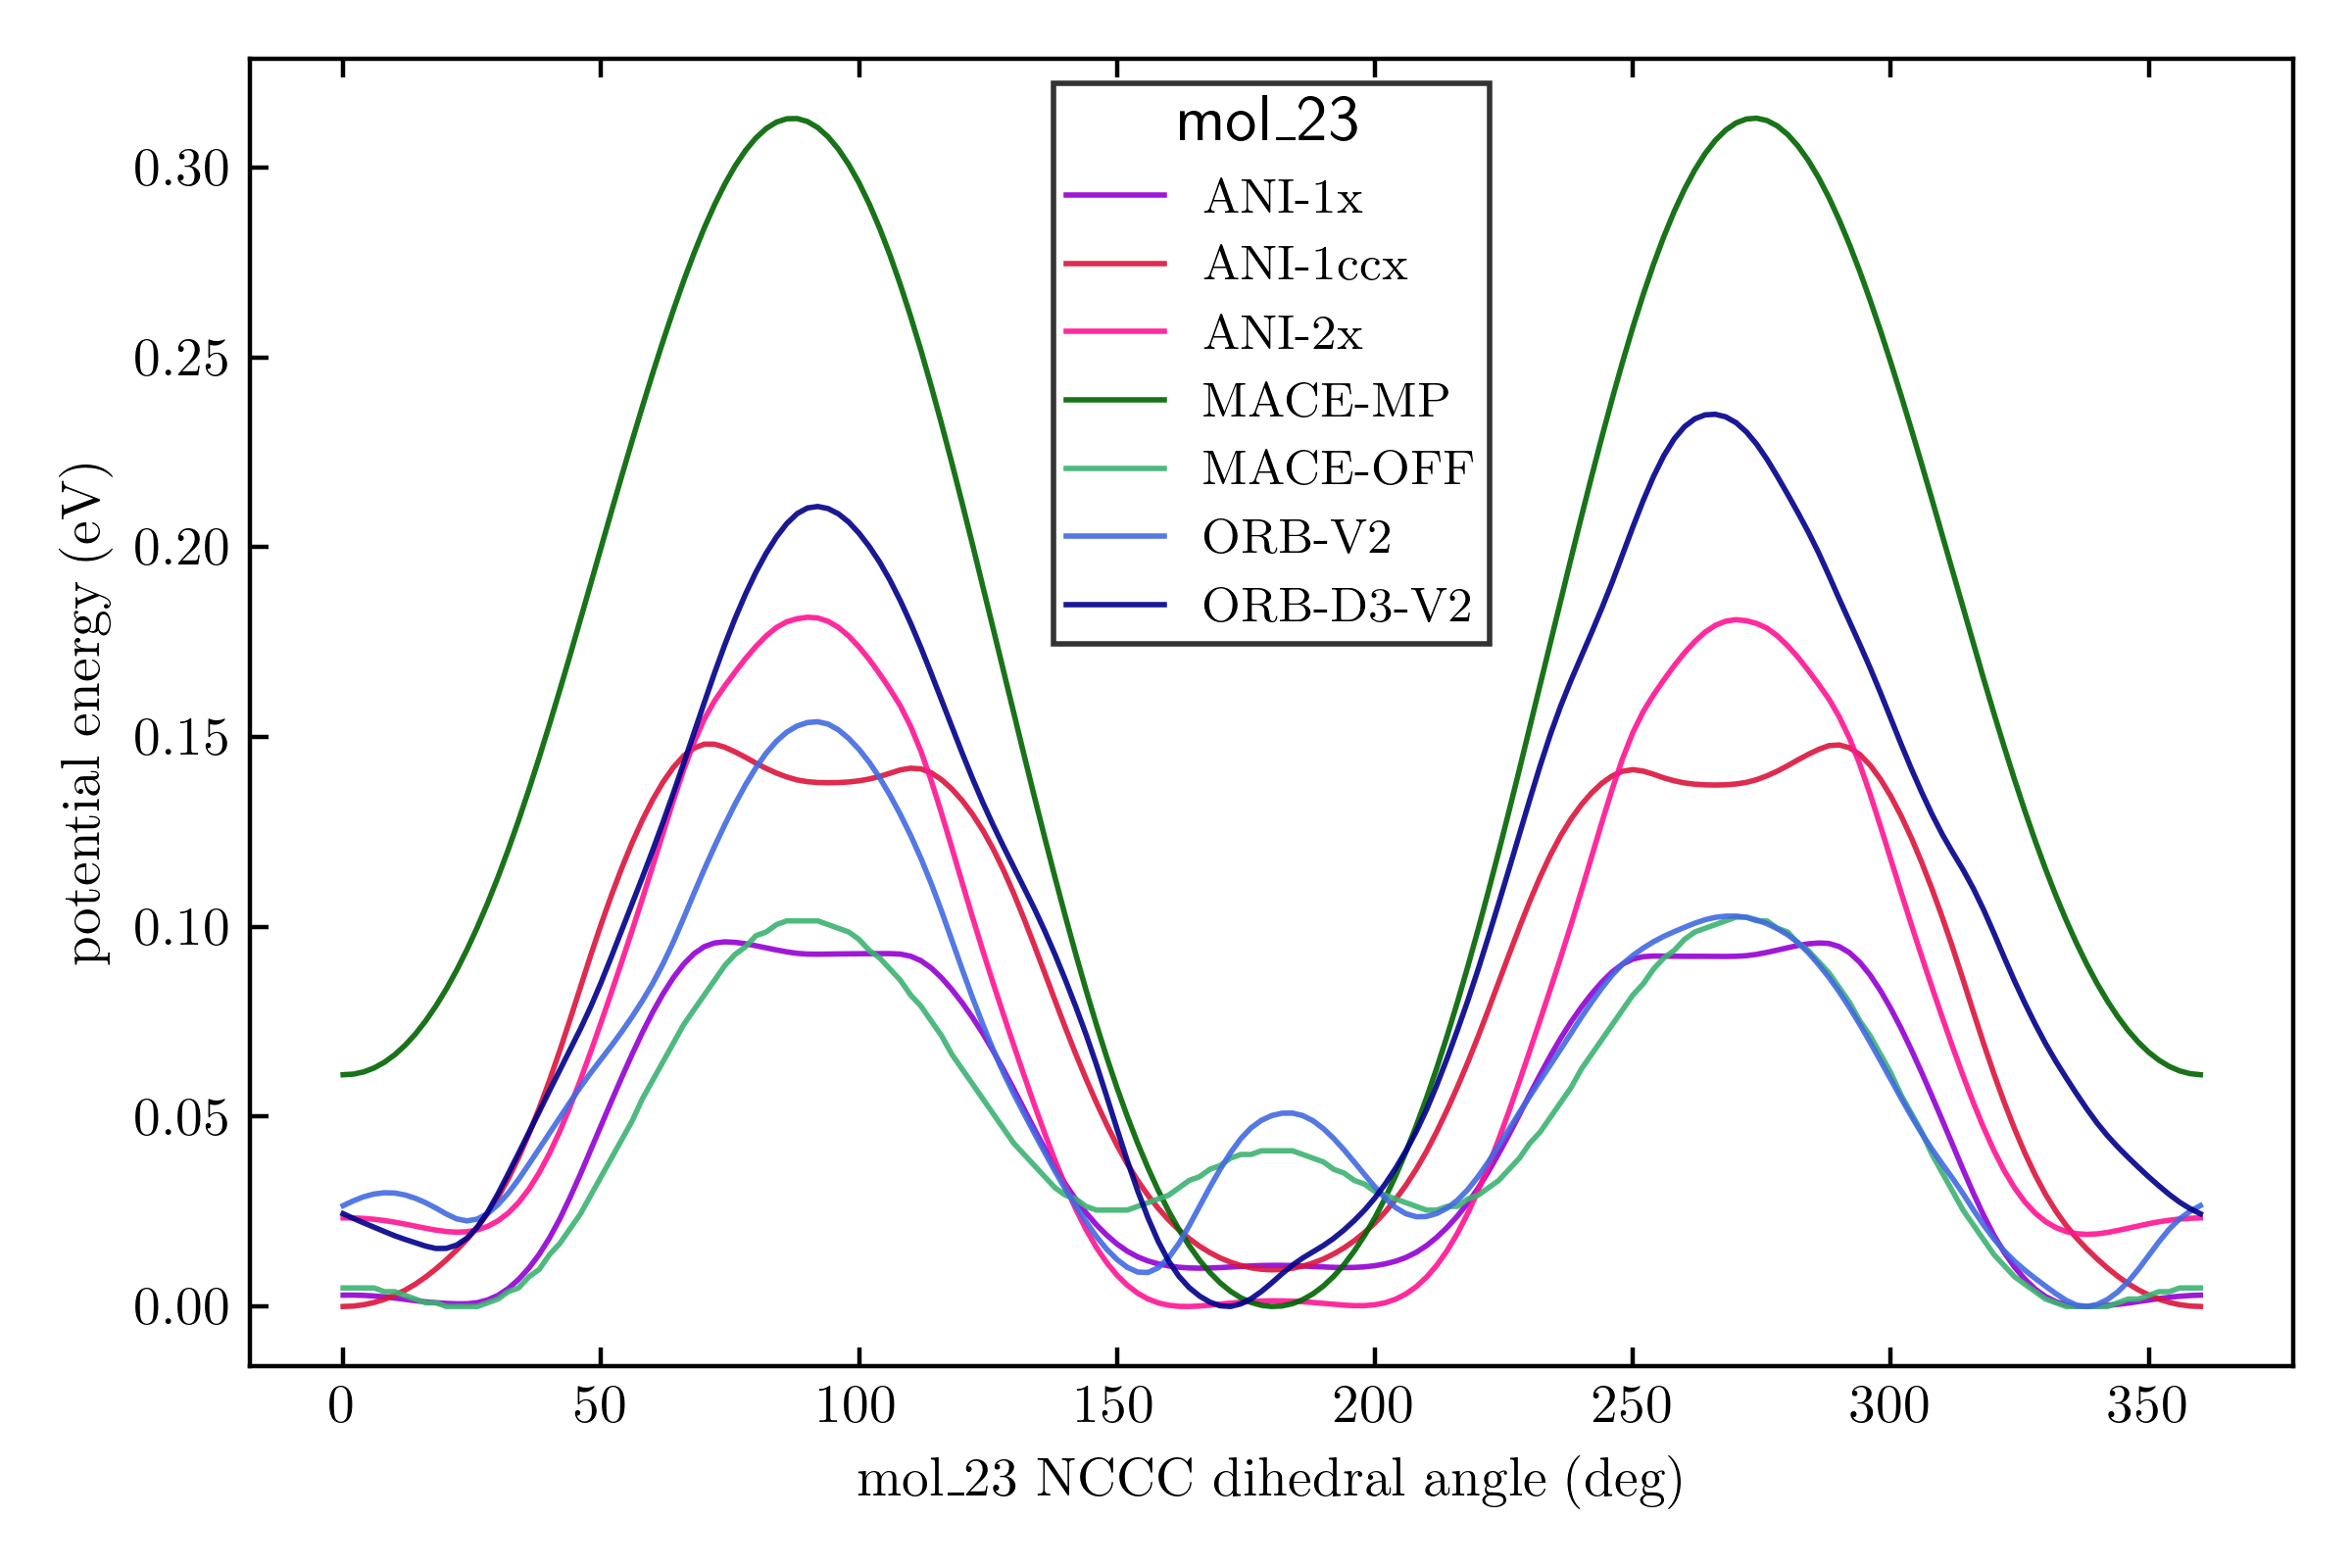 mol_23
ANI-1x
ANI-1ccx
ANI-2x
MACE-MP
MACE-OFF
ORB-V2
ORB-D3-V2
potential energy (eV)
0.30
0.25
0.20
0.15
0.10
0.05
0.00
0 50 100 150 200 250 300 350
mol_23 NCCC dihedral angle (deg)